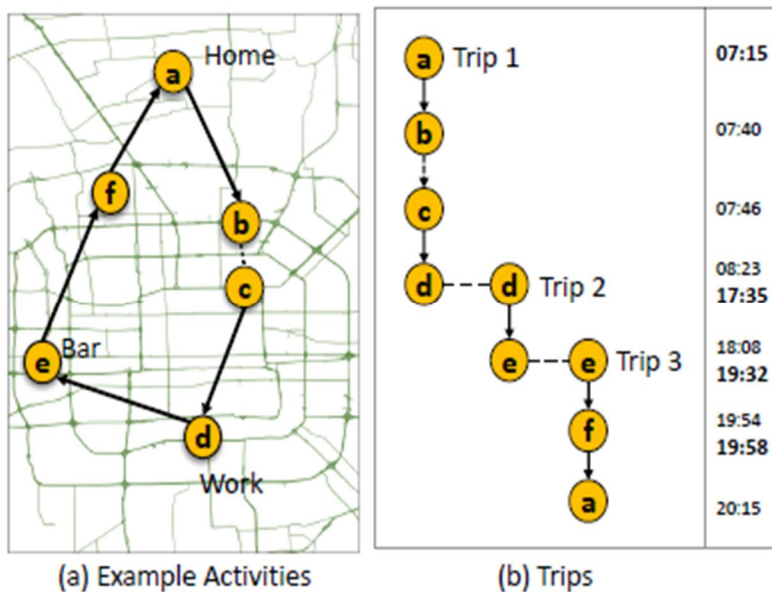 Home
a
f
b
c
Bar
e
d
Work
(a) Example Activities
a Trip 1 07:15
b 07:40
c 07:46
d d Trip 2 08:23
17:35
e e Trip 3 18:08
19:32
f 19:54
19:58
a 20:15
(b) Trips